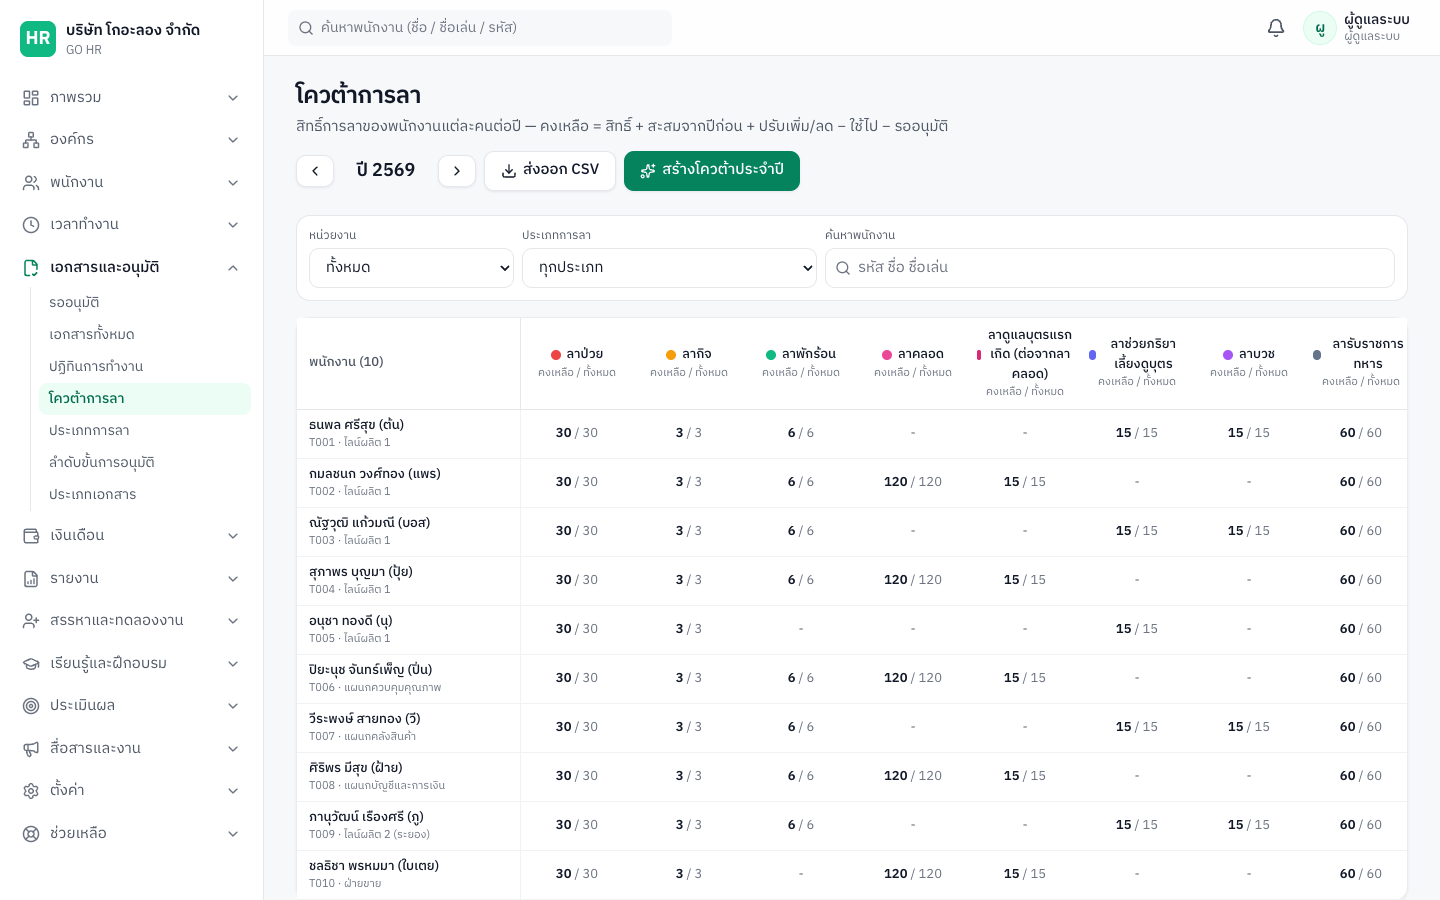 HR
บริษัท โกอะลอง จำกัด
GO HR
ภาพรวม
องค์กร
พนักงาน
เวลาทำงาน
เอกสารและอนุมัติ
รออนุมัติ
เอกสารทั้งหมด
ปฏิทินการทำงาน
โควต้าการลา
ประเภทการลา
ลำดับขั้นการอนุมัติ
ประเภทเอกสาร
เงินเดือน
รายงาน
สรรหาและทดลองงาน
เรียนรู้และฝึกอบรม
ประเมินผล
สื่อสารและงาน
ตั้งค่า
ช่วยเหลือ
ค้นหาพนักงาน (ชื่อ / ชื่อเล่น / รหัส)
ผู้
ผู้ดูแลระบบ
ผู้ดูแลระบบ
โควต้าการลา
สิทธิ์การลาของพนักงานแต่ละคนต่อปี — คงเหลือ = สิทธิ์ + สะสมจากปีก่อน + ปรับเพิ่ม/ลด − ใช้ไป − รออนุมัติ
ปี 2569
ส่งออก CSV
สร้างโควต้าประจำปี
หน่วยงาน
ทั้งหมด
ประเภทการลา
ทุกประเภท
ค้นหาพนักงาน
รหัส ชื่อ ชื่อเล่น
พนักงาน (10)
ลาป่วย
คงเหลือ / ทั้งหมด
ลากิจ
คงเหลือ / ทั้งหมด
ลาพักร้อน
คงเหลือ / ทั้งหมด
ลาคลอด
คงเหลือ / ทั้งหมด
ลาดูแลบุตรแรก
เกิด (ต่อจากลา
คลอด)
คงเหลือ / ทั้งหมด
ลาช่วยภริยา
เลี้ยงดูบุตร
คงเหลือ / ทั้งหมด
ลาบวช
คงเหลือ / ทั้งหมด
ลารับราชการ
ทหาร
คงเหลือ / ทั้งหมด
ธนพล ศรีสุข (ต้น)
T001 · ไลน์ผลิต 1
30 / 30 3 / 3 6 / 6 - - 15 / 15 15 / 15 60 / 60
กมลชนก วงศ์ทอง (แพร)
T002 · ไลน์ผลิต 1
30 / 30 3 / 3 6 / 6 120 / 120 15 / 15 - - 60 / 60
ณัฐวุฒิ แก้วมณี (บอส)
T003 · ไลน์ผลิต 1
30 / 30 3 / 3 6 / 6 - - 15 / 15 15 / 15 60 / 60
สุภาพร บุญมา (ปุ้ย)
T004 · ไลน์ผลิต 1
30 / 30 3 / 3 6 / 6 120 / 120 15 / 15 - - 60 / 60
อนุชา ทองดี (นุ)
T005 · ไลน์ผลิต 1
30 / 30 3 / 3 - - - 15 / 15 - 60 / 60
ปิยะนุช จันทร์เพ็ญ (ปิ่น)
T006 · แผนกควบคุมคุณภาพ
30 / 30 3 / 3 6 / 6 120 / 120 15 / 15 - - 60 / 60
วีระพงษ์ สายทอง (วี)
T007 · แผนกคลังสินค้า
30 / 30 3 / 3 6 / 6 - - 15 / 15 15 / 15 60 / 60
ศิริพร มีสุข (ฝ้าย)
T008 · แผนกบัญชีและการเงิน
30 / 30 3 / 3 6 / 6 120 / 120 15 / 15 - - 60 / 60
ภานุวัฒน์ เรืองศรี (ภู)
T009 · ไลน์ผลิต 2 (ระยอง)
30 / 30 3 / 3 6 / 6 - - 15 / 15 15 / 15 60 / 60
ชลธิชา พรหมมา (ใบเตย)
T010 · ฝ่ายขาย
30 / 30 3 / 3 - 120 / 120 15 / 15 - - 60 / 60